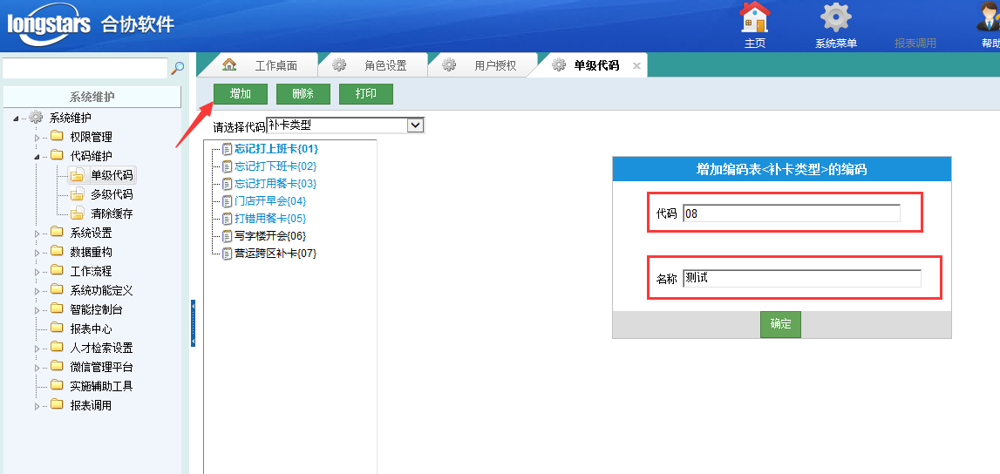 longstars 合协软件
主页
系统菜单
报表调用
帮助
工作桌面
角色设置
用户授权
单级代码
系统维护
增加
删除
打印
系统维护
权限管理
代码维护
单级代码
多级代码
清除缓存
系统设置
数据重构
工作流程
系统功能定义
智能控制台
报表中心
人才检索设置
微信管理平台
实施辅助工具
报表调用
请选择代码 补卡类型
忘记打上班卡{01}
忘记打下班卡{02}
忘记打用餐卡{03}
门店开早会{04}
打错用餐卡{05}
写字楼开会{06}
营运跨区补卡{07}
增加编码表<补卡类型>的编码
代码 08
名称 测试
确定